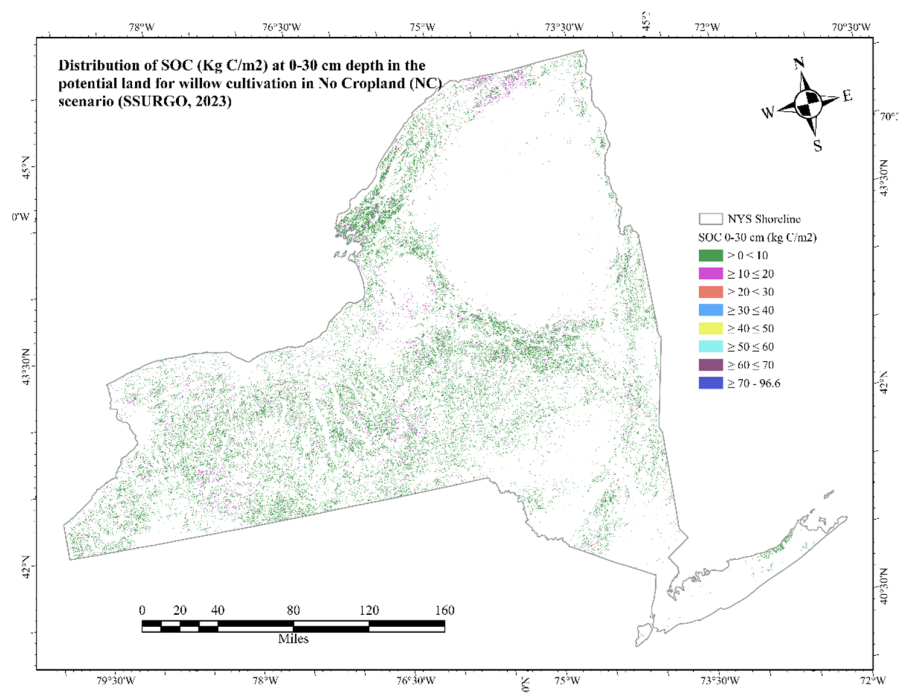 78°W
76°30'W
75°W
73°30'W
45°N
72°W
70°30'W
Distribution of SOC (Kg C/m2) at 0-30 cm depth in the
potential land for willow cultivation in No Cropland (NC)
scenario (SSURGO, 2023)
N
W
E
S
45°N
43°30'N
0°W
NYS Shoreline
SOC 0-30 cm (kg C/m2)
> 0 < 10
≥ 10 ≤ 20
> 20 < 30
≥ 30 ≤ 40
≥ 40 ≤ 50
≥ 50 ≤ 60
≥ 60 ≤ 70
≥ 70 - 96.6
43°30'N
42°N
42°N
40°30'N
0 20 40 80 120 160
Miles
79°30'W
78°W
76°30'W
75°W
73°30'W
72°W